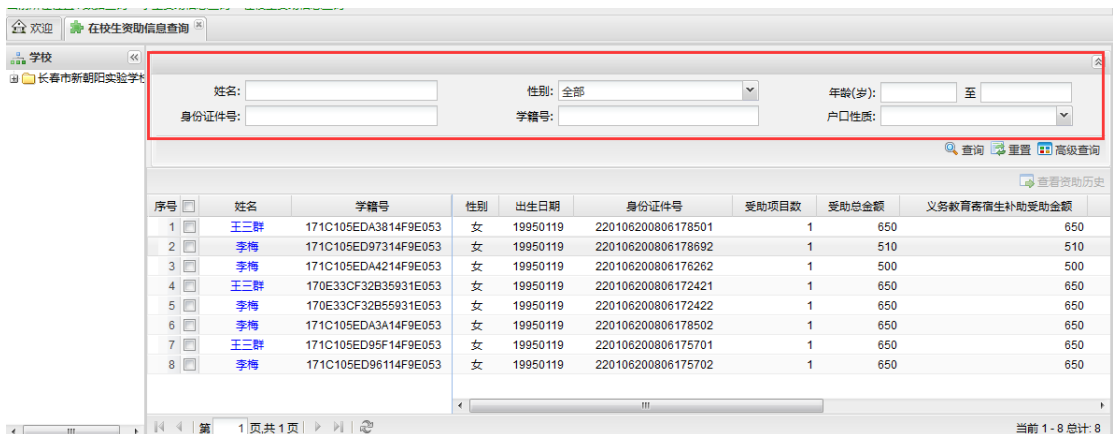 欢迎 在校生资助信息查询
学校
长春市新朝阳实验学校
姓名: 性别: 全部 年龄(岁): 至
身份证件号: 学籍号: 户口性质:
查询 重置 高级查询
查看资助历史
序号 姓名 学籍号 性别 出生日期 身份证件号 受助项目数 受助总金额 义务教育寄宿生补助受助金额
1 王三群 171C105EDA3814F9E053 女 19950119 220106200806178501 1 650 650
2 李梅 171C105ED97314F9E053 女 19950119 220106200806178692 1 510 510
3 李梅 171C105EDA4214F9E053 女 19950119 220106200806176262 1 500 500
4 王三群 170E33CF32B35931E053 女 19950119 220106200806172421 1 650 650
5 李梅 170E33CF32B55931E053 女 19950119 220106200806172422 1 650 650
6 李梅 171C105EDA3A14F9E053 女 19950119 220106200806178502 1 650 650
7 王三群 171C105ED95F14F9E053 女 19950119 220106200806175701 1 650 650
8 李梅 171C105ED96114F9E053 女 19950119 220106200806175702 1 650 650
第 1 页,共 1 页 当前 1 - 8 总计: 8